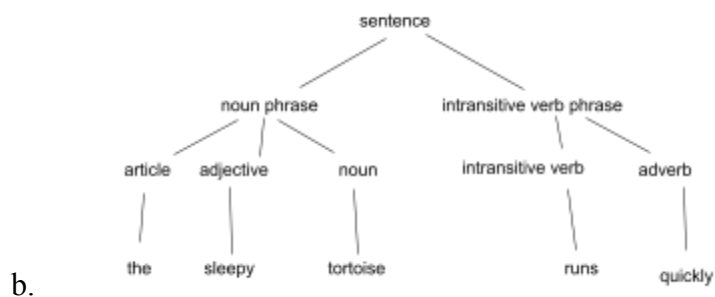 sentence
noun phrase intransitive verb phrase
article adjective noun intransitive verb adverb
the sleepy tortoise runs quickly
b.